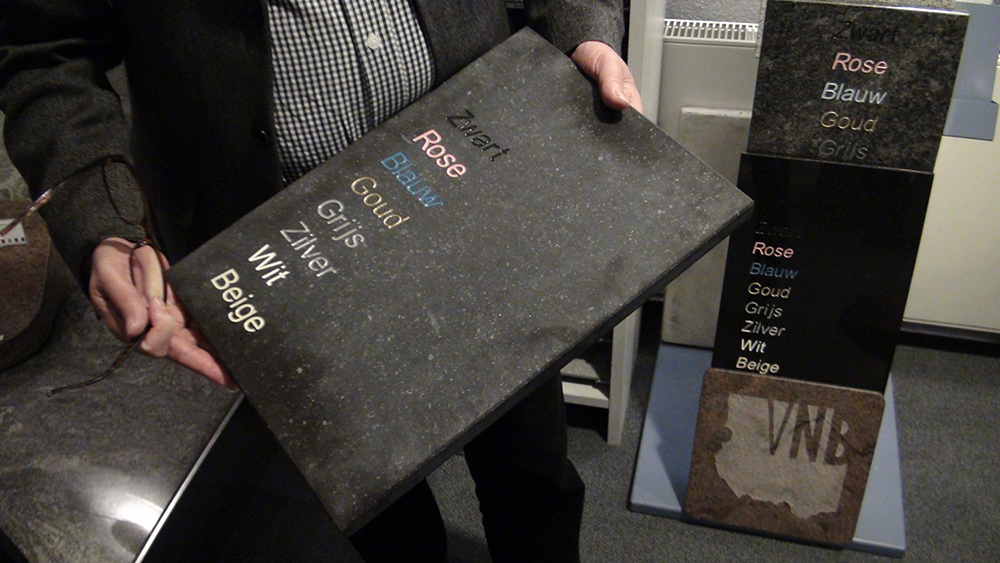 Zwart
Rose
Blauw
Goud
Grijs
Zilver
Wit
Beige
Zwart
Rose
Blauw
Goud
Grijs
Zwart
Rose
Blauw
Goud
Grijs
Zilver
Wit
Beige
VNB